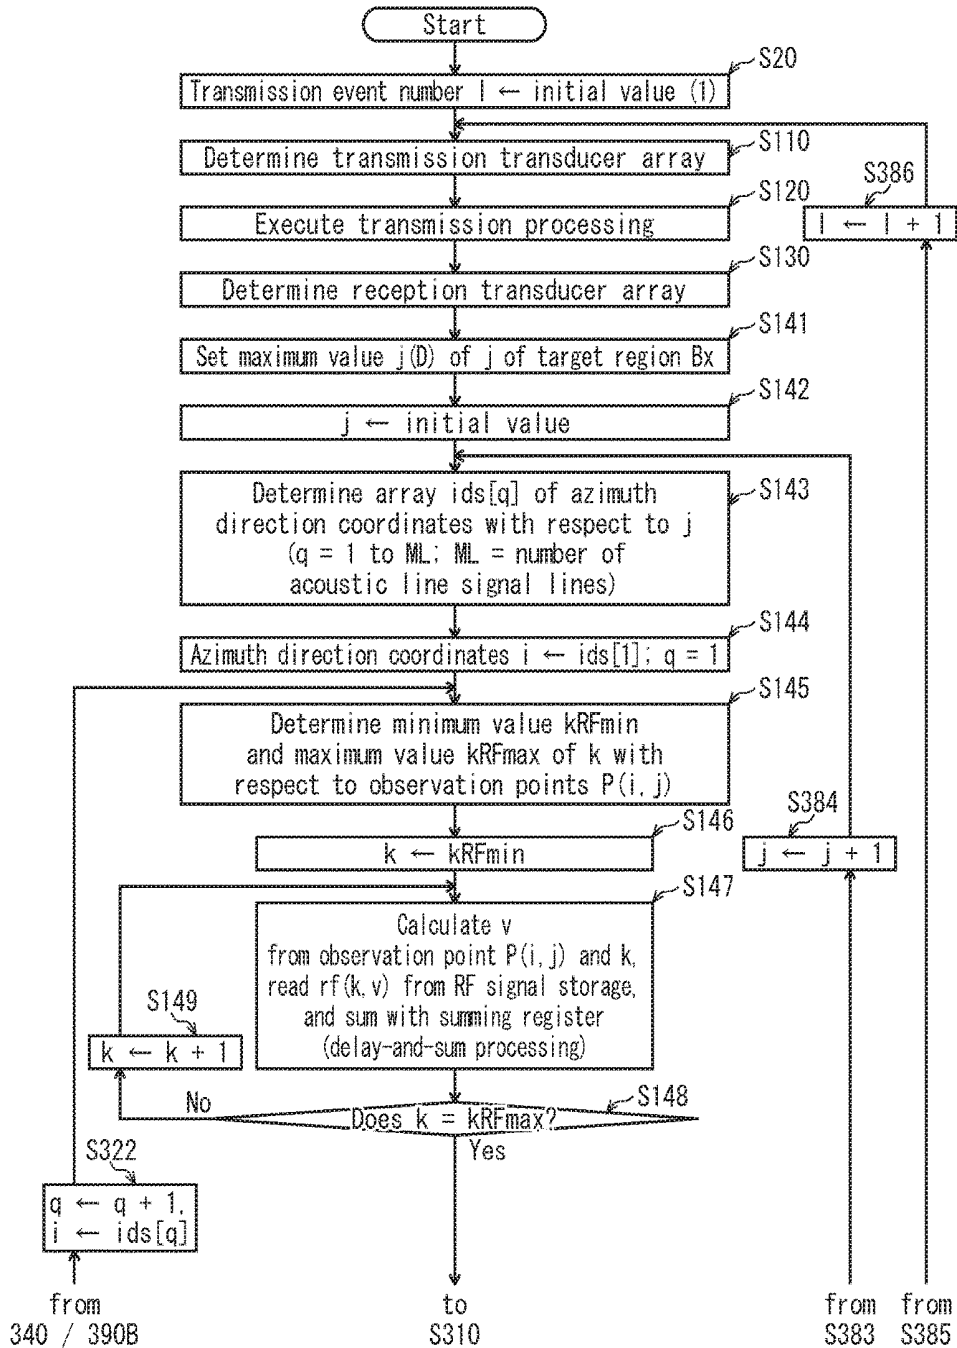 Start
S20
Transmission event number l ← initial value (1)
S110
Determine transmission transducer array
S386
l ← l + 1
S120
Execute transmission processing
S130
Determine reception transducer array
S141
Set maximum value j(D) of j of target region Bx
S142
j ← initial value
S143
Determine array ids[q] of azimuth
direction coordinates with respect to j
(q = 1 to ML; ML = number of
acoustic line signal lines)
S144
Azimuth direction coordinates i ← ids[1]; q = 1
S145
Determine minimum value kRFmin
and maximum value kRFmax of k with
respect to observation points P(i,j)
S384
j ← j + 1
S146
k ← kRFmin
S147
Calculate v
from observation point P(i,j) and k,
read rf(k,v) from RF signal storage,
and sum with summing register
(delay-and-sum processing)
S149
k ← k + 1
No
S148
Does k = kRFmax?
Yes
S322
q ← q + 1,
i ← ids[q]
from
340 / 390B
to
S310
from
S383
from
S385